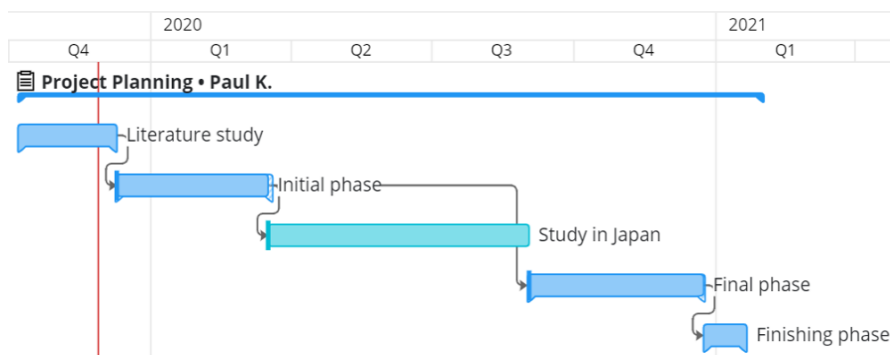 2020 2021
Q4 Q1 Q2 Q3 Q4 Q1
Project Planning • Paul K.
Literature study
Initial phase
Study in Japan
Final phase
Finishing phase